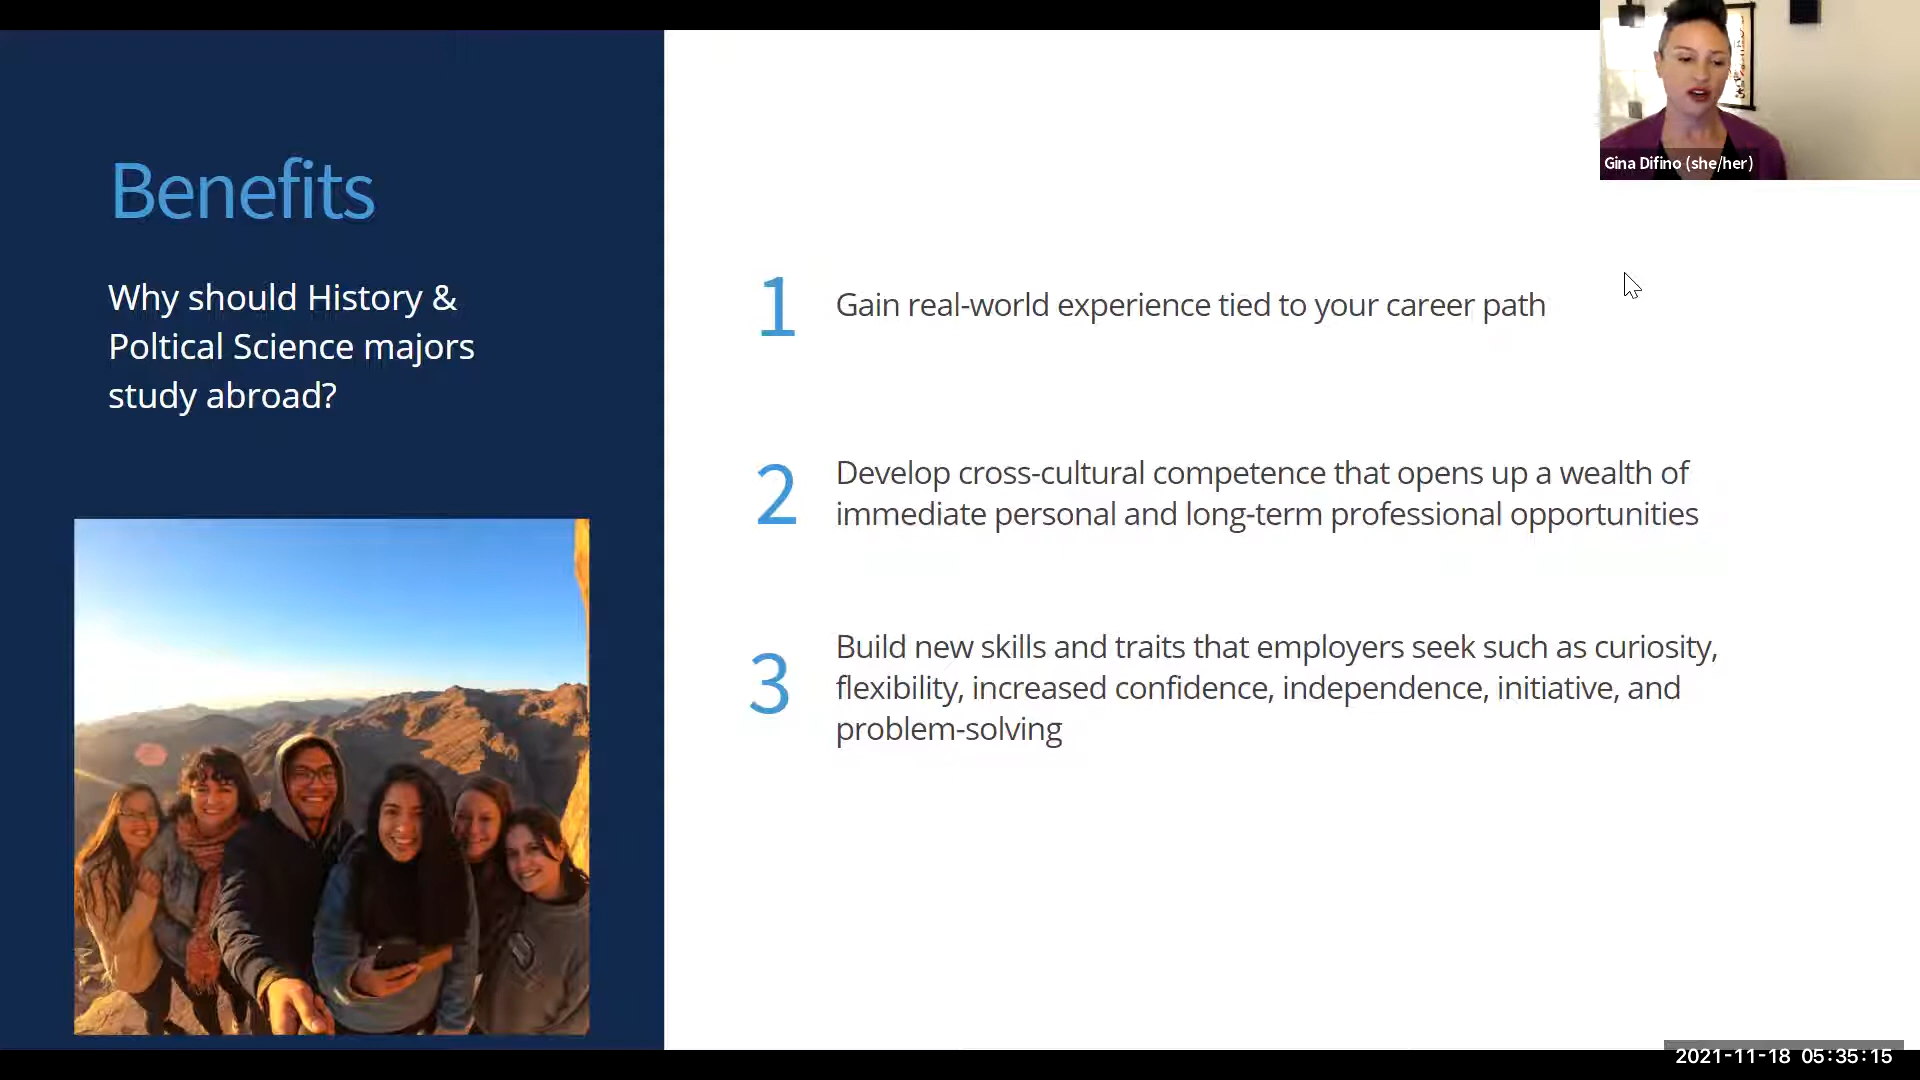 Benefits
Why should History &
Poltical Science majors
study abroad?
1
Gain real-world experience tied to your career path
2
Develop cross-cultural competence that opens up a wealth of
immediate personal and long-term professional opportunities
3
Build new skills and traits that employers seek such as curiosity,
flexibility, increased confidence, independence, initiative, and
problem-solving
Gina Difino (she/her)
2021-11-18 05:35:15